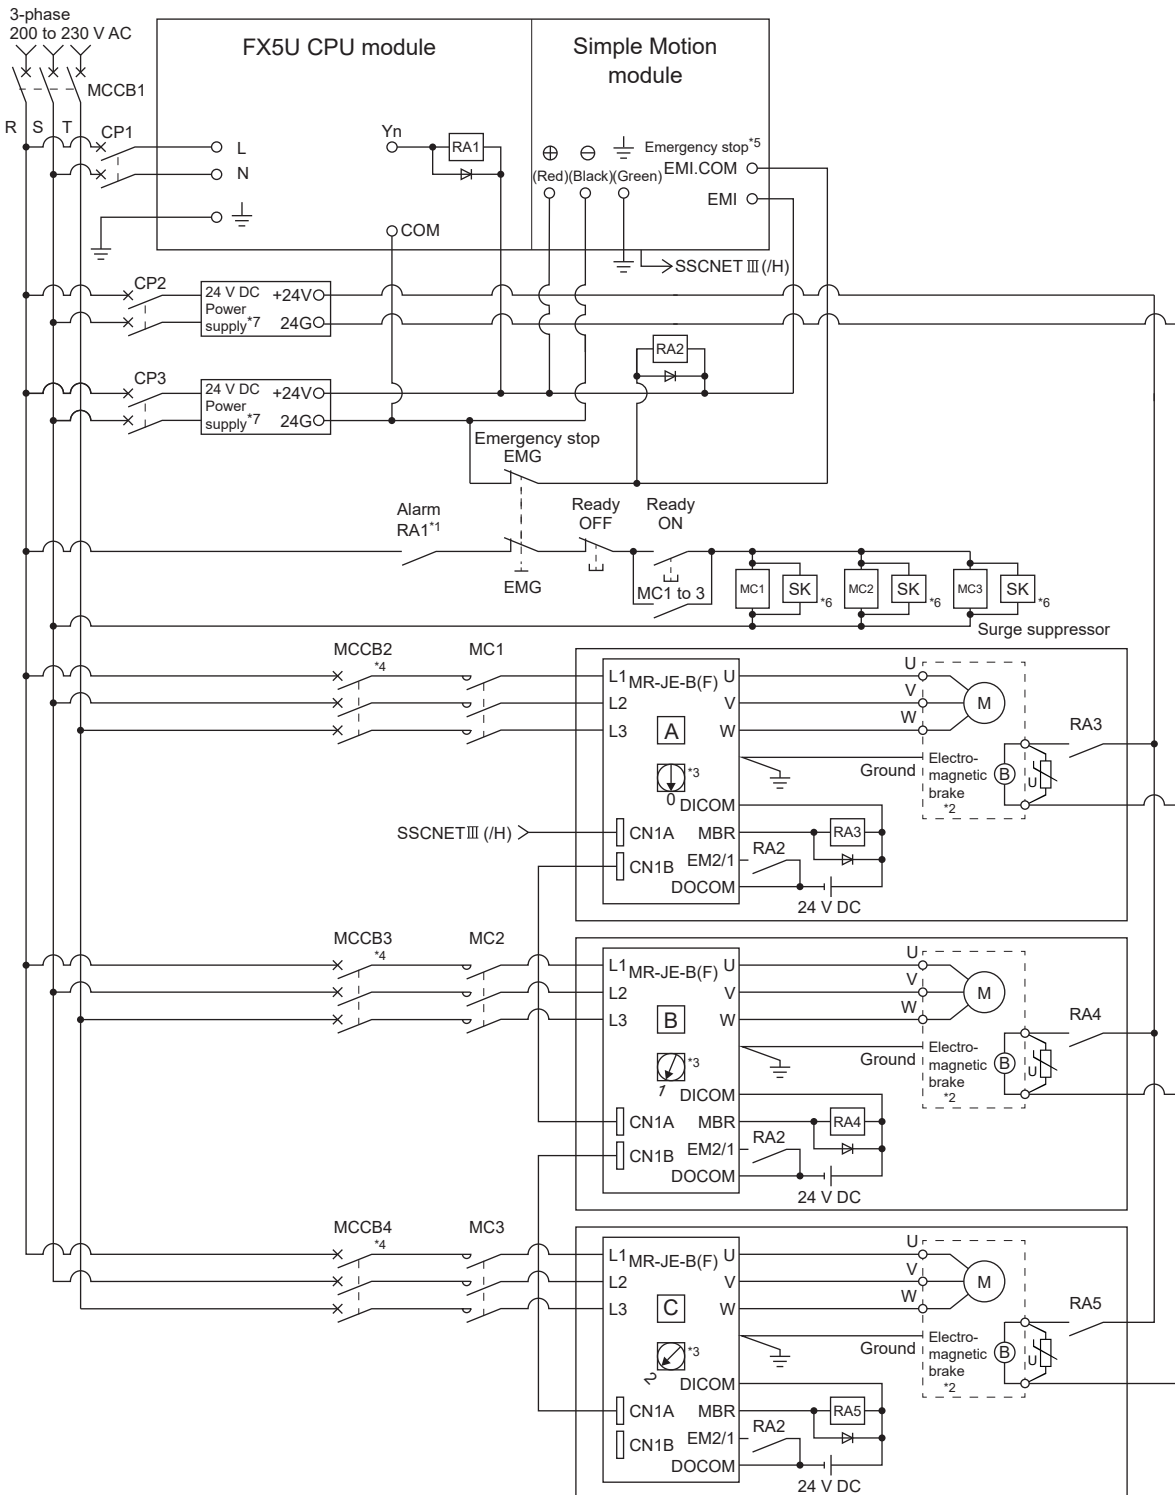 3-phase
200 to 230 V AC
MCCB1
R S T
CP1
FX5U CPU module
Simple Motion
module
L
N
Yn
RA1
COM
⊕ ⊖
(Red)(Black)(Green)
Emergency stop*5
EMI.COM
EMI
SSCNETⅢ(/H)
CP2
24 V DC
Power
supply*7
+24V
24G
RA2
CP3
24 V DC
Power
supply*7
+24V
24G
Emergency stop
EMG
Alarm
RA1*1
EMG
Ready
OFF
Ready
ON
MC1 to 3
MC1
SK
*6
MC2
SK
*6
MC3
SK
*6
Surge suppressor
MCCB2
*4
MC1
L1
L2
L3
MR-JE-B(F)
A
*3
0
U
V
W
U
V
W
M
Ground
Electro-
magnetic
brake
*2
B
U
RA3
DICOM
MBR
EM2/1
DOCOM
RA3
RA2
24 V DC
SSCNETⅢ(/H)
CN1A
CN1B
MCCB3
*4
MC2
L1
L2
L3
MR-JE-B(F)
B
*3
1
U
V
W
U
V
W
M
Ground
Electro-
magnetic
brake
*2
B
U
RA4
DICOM
MBR
EM2/1
DOCOM
RA4
RA2
24 V DC
CN1A
CN1B
MCCB4
*4
MC3
L1
L2
L3
MR-JE-B(F)
C
*3
2
U
V
W
U
V
W
M
Ground
Electro-
magnetic
brake
*2
B
U
RA5
DICOM
MBR
EM2/1
DOCOM
RA5
RA2
24 V DC
CN1A
CN1B